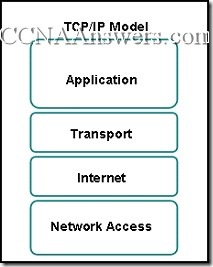 TCP/IP Model
CCNAAnswers.com
Application
Transport
Internet
Network Access